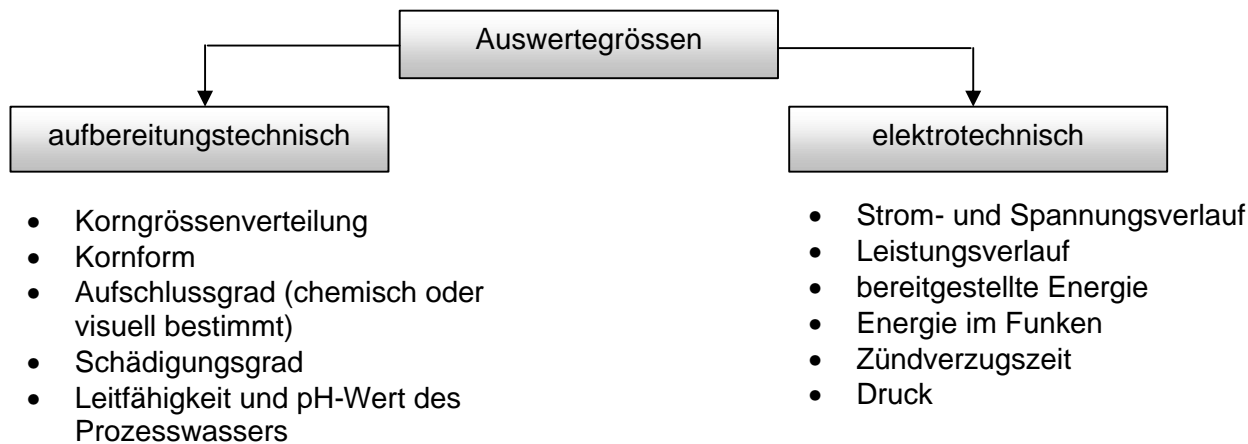 Auswertegrössen
aufbereitungstechnisch
• Korngrössenverteilung
• Kornform
• Aufschlussgrad (chemisch oder
visuell bestimmt)
• Schädigungsgrad
• Leitfähigkeit und pH-Wert des
Prozesswassers
elektrotechnisch
• Strom- und Spannungsverlauf
• Leistungsverlauf
• bereitgestellte Energie
• Energie im Funken
• Zündverzugszeit
• Druck